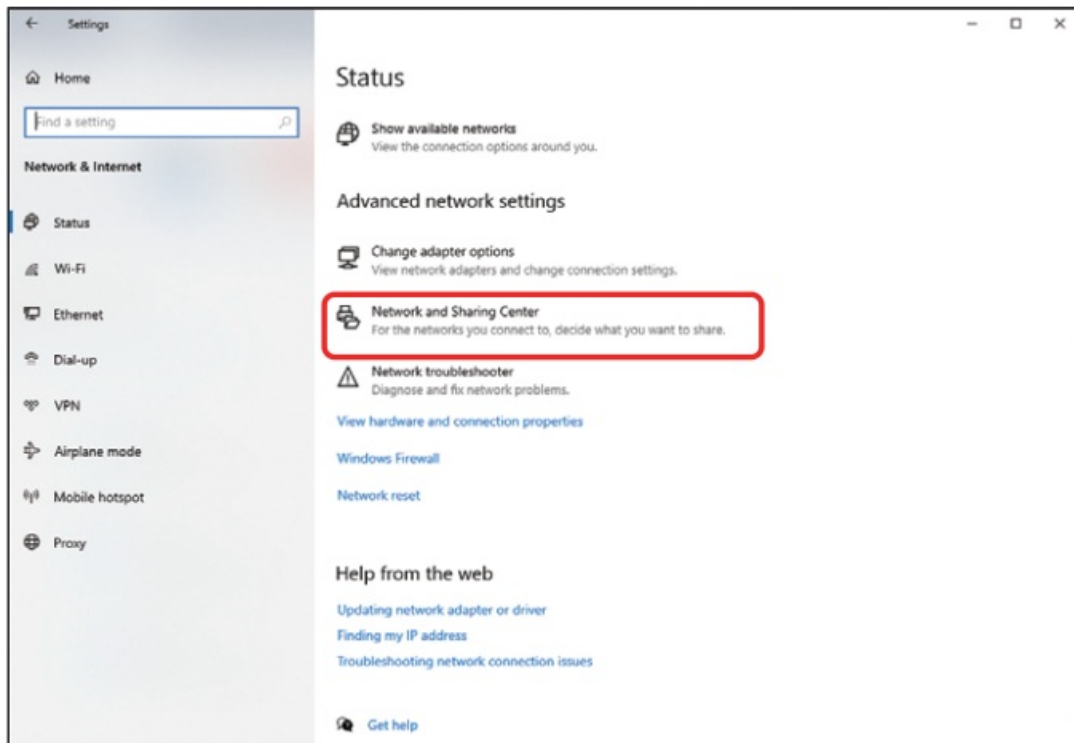 Settings
Home
Find a setting
Network & Internet
Status
Wi-Fi
Ethernet
Dial-up
VPN
Airplane mode
Mobile hotspot
Proxy
Status
Show available networks
View the connection options around you.
Advanced network settings
Change adapter options
View network adapters and change connection settings.
Network and Sharing Center
For the networks you connect to, decide what you want to share.
Network troubleshooter
Diagnose and fix network problems.
View hardware and connection properties
Windows Firewall
Network reset
Help from the web
Updating network adapter or driver
Finding my IP address
Troubleshooting network connection issues
Get help